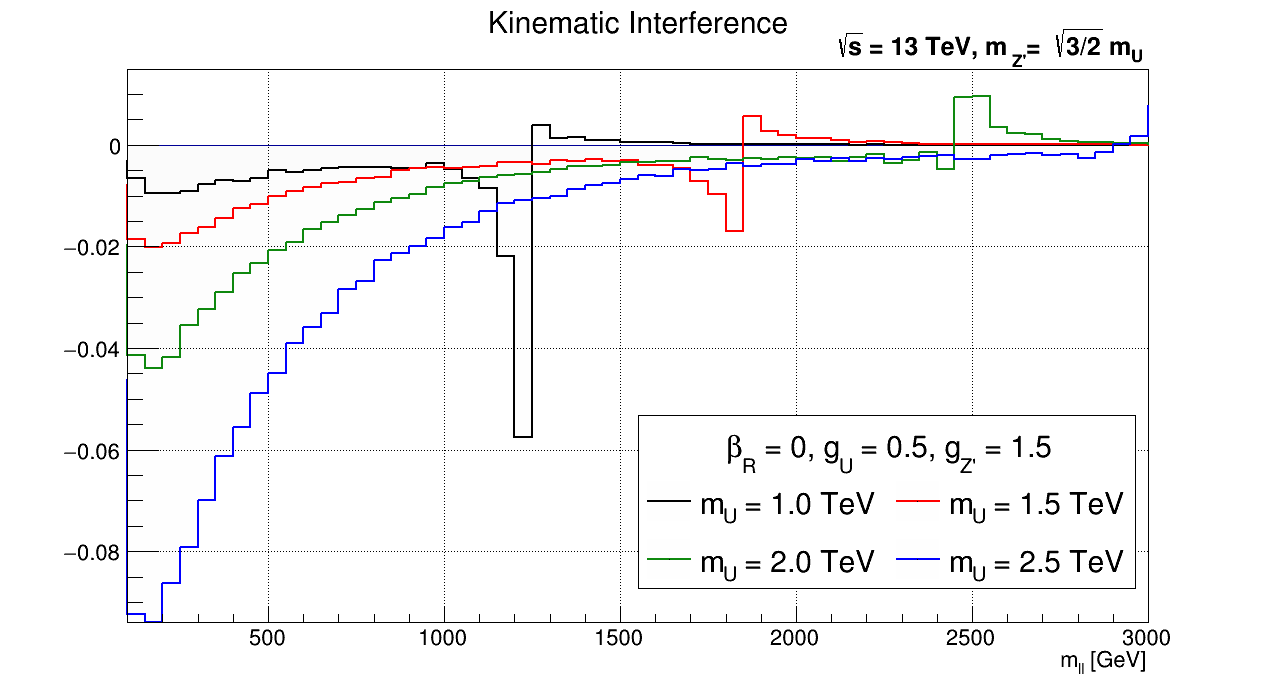 Kinematic Interference
√s = 13 TeV, m_Z'= √3/2 m_U
0
−0.02
−0.04
−0.06
−0.08
β_R = 0, g_U = 0.5, g_Z' = 1.5
m_U = 1.0 TeV m_U = 1.5 TeV
m_U = 2.0 TeV m_U = 2.5 TeV
500 1000 1500 2000 2500 3000
m_ll [GeV]